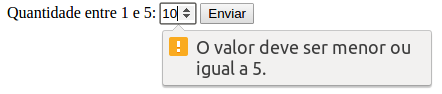 Quantidade entre 1 e 5: 10 Enviar
! O valor deve ser menor ou
igual a 5.